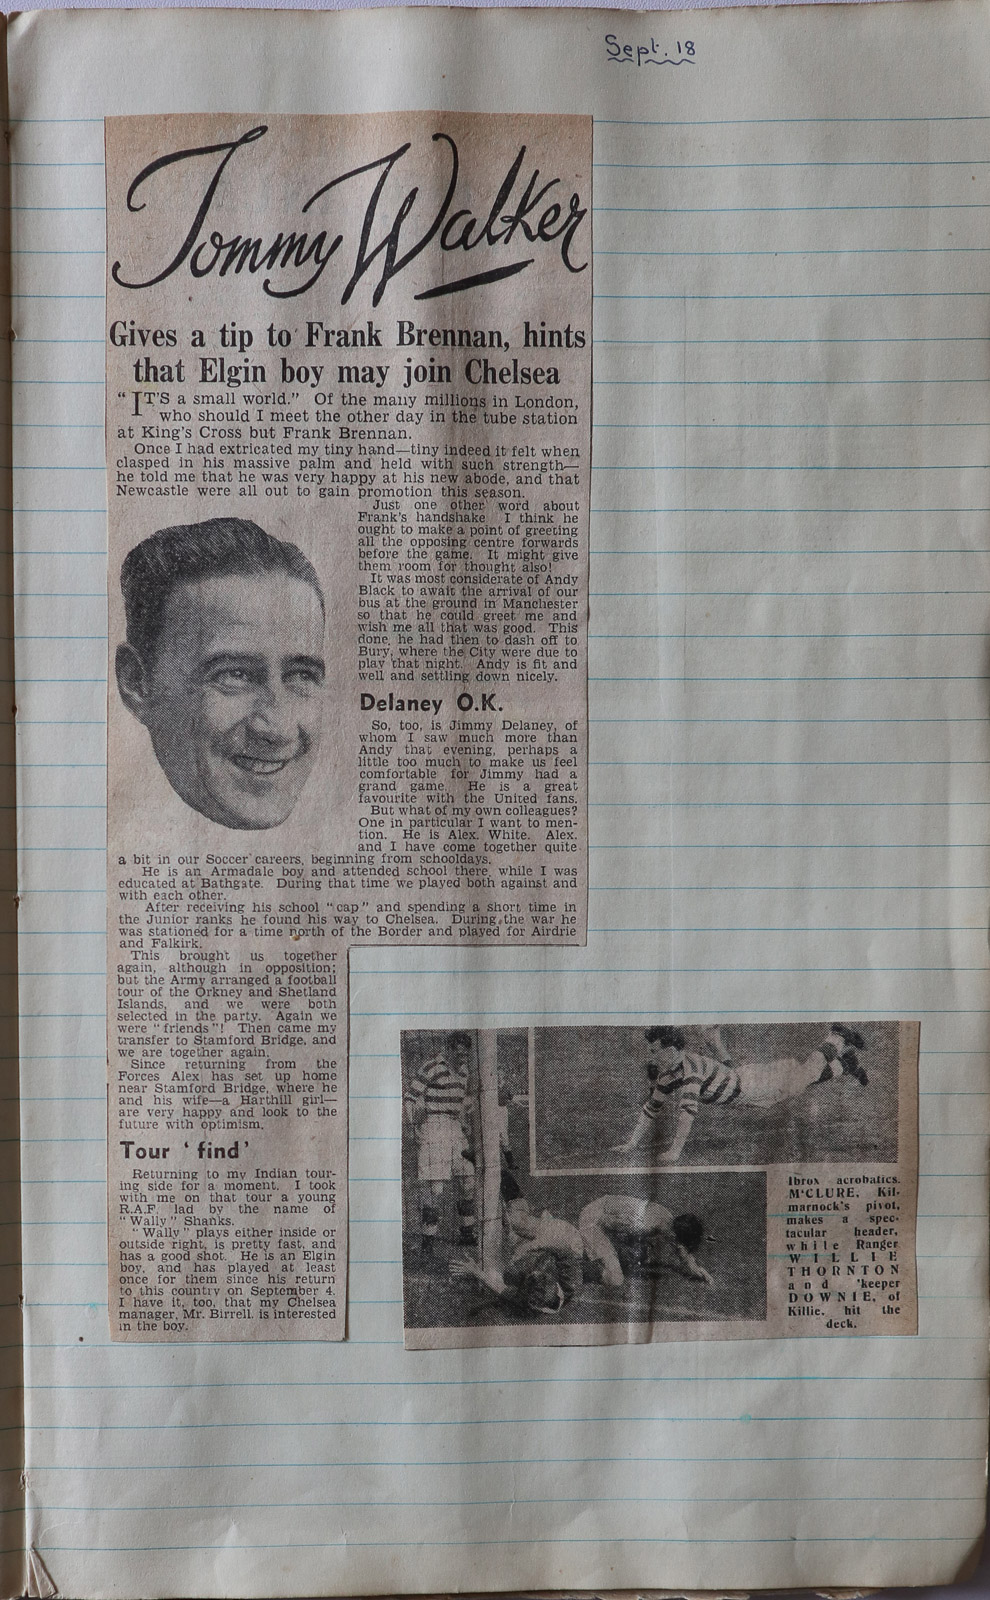 Sept. 18
Tommy Walker
Gives a tip to Frank Brennan, hints
that Elgin boy may join Chelsea
"IT'S a small world." Of the many millions in London,
who should I meet the other day in the tube station
at King's Cross but Frank Brennan.
Once I had extricated my tiny hand—tiny indeed it felt when
clasped in his massive palm and held with such strength—
he told me that he was very happy at his new abode, and that
Newcastle were all out to gain promotion this season.
Just one other word about
Frank's handshake I think he
ought to make a point of greeting
all the opposing centre forwards
before the game. It might give
them room for thought also!
It was most considerate of Andy
Black to await the arrival of our
bus at the ground in Manchester
so that he could greet me and
wish me all that was good. This
done, he had then to dash off to
Bury, where the City were due to
play that night. Andy is fit and
well and settling down nicely.
Delaney O.K.
So, too, is Jimmy Delaney, of
whom I saw much more than
Andy that evening, perhaps a
little too much to make us feel
comfortable for Jimmy had a
grand game. He is a great
favourite with the United fans.
But what of my own colleagues?
One in particular I want to men-
tion. He is Alex. White. Alex.
and I have come together quite
a bit in our Soccer careers, beginning from schooldays.
He is an Armadale boy and attended school there, while I was
educated at Bathgate. During that time we played both against and
with each other.
After receiving his school "cap" and spending a short time in
the Junior ranks he found his way to Chelsea. During the war he
was stationed for a time north of the Border and played for Airdrie
and Falkirk.
This brought us together
again, although in opposition;
but the Army arranged a football
tour of the Orkney and Shetland
Islands, and we were both
selected in the party. Again we
were "friends"! Then came my
transfer to Stamford Bridge, and
we are together again.
Since returning from the
Forces Alex has set up home
near Stamford Bridge, where he
and his wife—a Harthill girl—
are very happy and look to the
future with optimism.
Tour 'find'
Returning to my Indian tour-
ing side for a moment. I took
with me on that tour a young
R.A.F. lad by the name of
"Wally" Shanks.
"Wally" plays either inside or
outside right, is pretty fast, and
has a good shot. He is an Elgin
boy, and has played at least
once for them since his return
to this country on September 4.
I have it, too, that my Chelsea
manager, Mr. Birrell, is interested
in the boy.
Ibrox acrobatics.
M'CLURE, Kil-
marnock's pivot,
makes a spec-
tacular header,
while Ranger
WILLIE
THORNTON
and 'keeper
DOWNIE, of
Killie, hit the
deck.